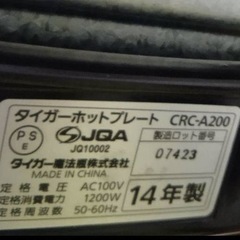 タイガーホットプレート CRC-A200
PSE JQA 製造ロット番号
JQ10002 07423
タイガー魔法瓶株式会社
MADE IN CHINA
定格電圧 AC100V
定格消費電力 1200W
定格周波数 50-60Hz
14年製